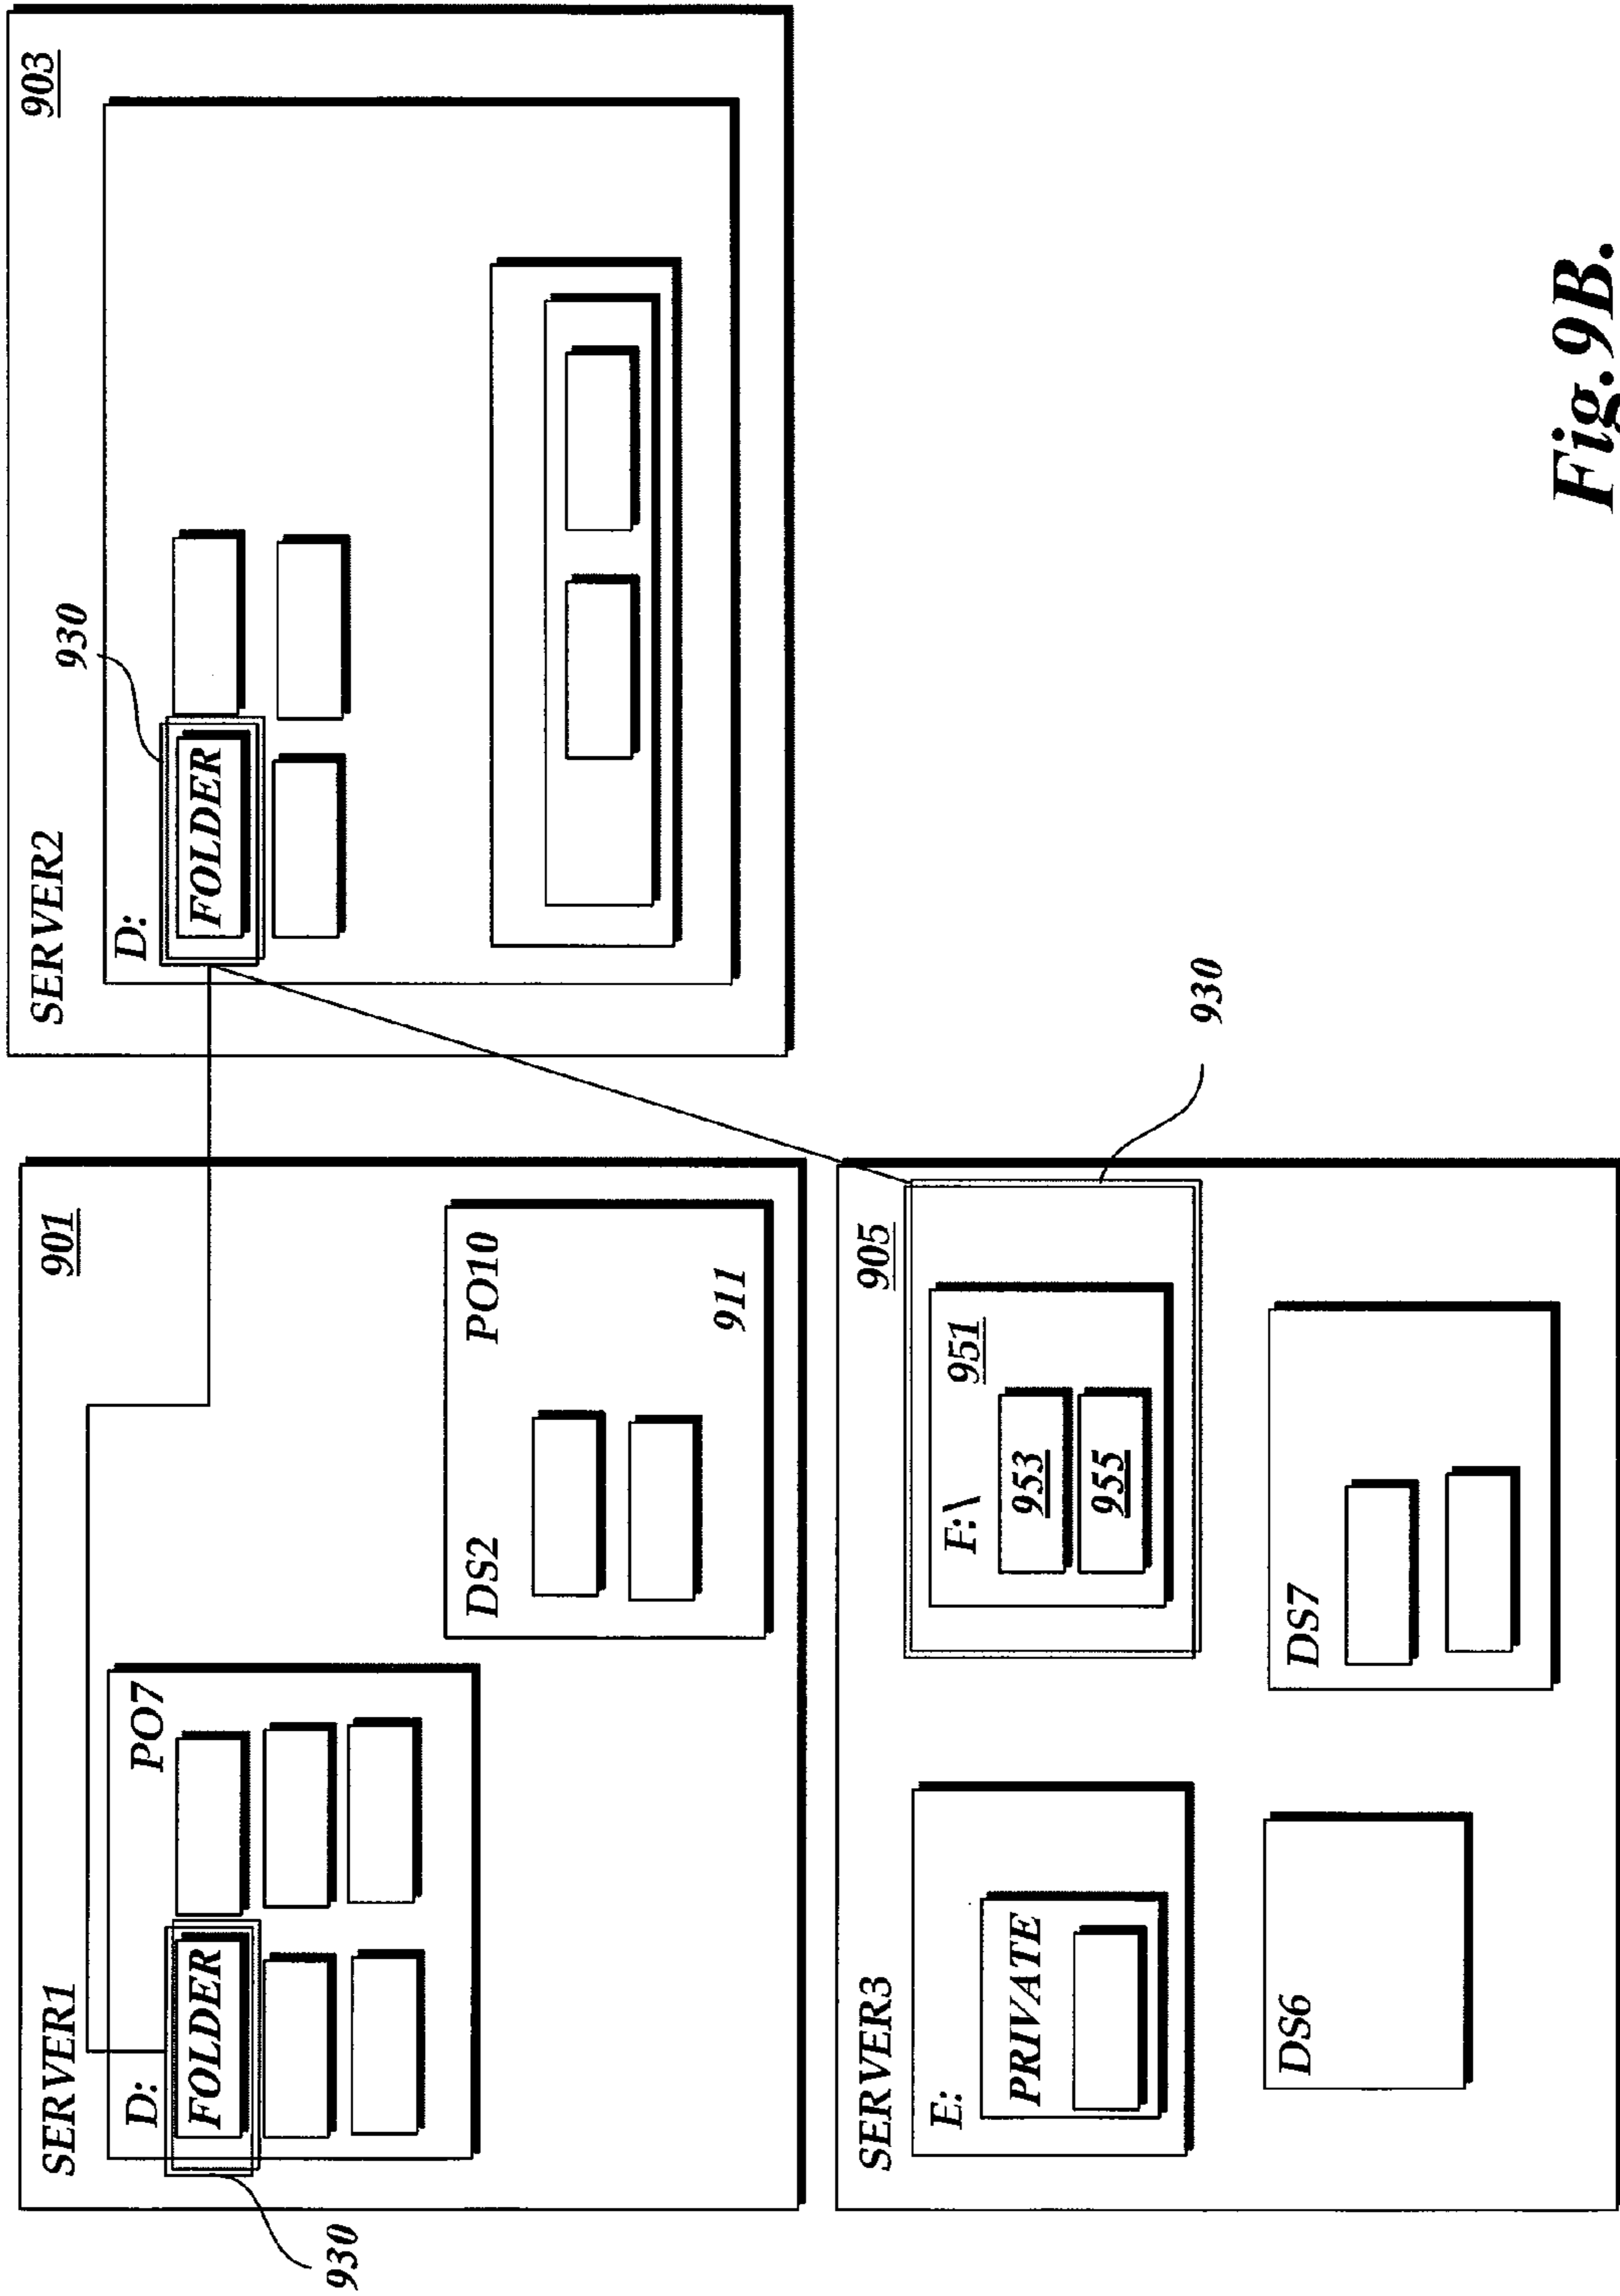 SERVER1
901
D:
PO7
FOLDER
930
DS2
PO10
911
SERVER2
903
930
D:
FOLDER
SERVER3
905
E:
PRIVATE
F:\
951
953
955
930
DS6
DS7
Fig.9B.